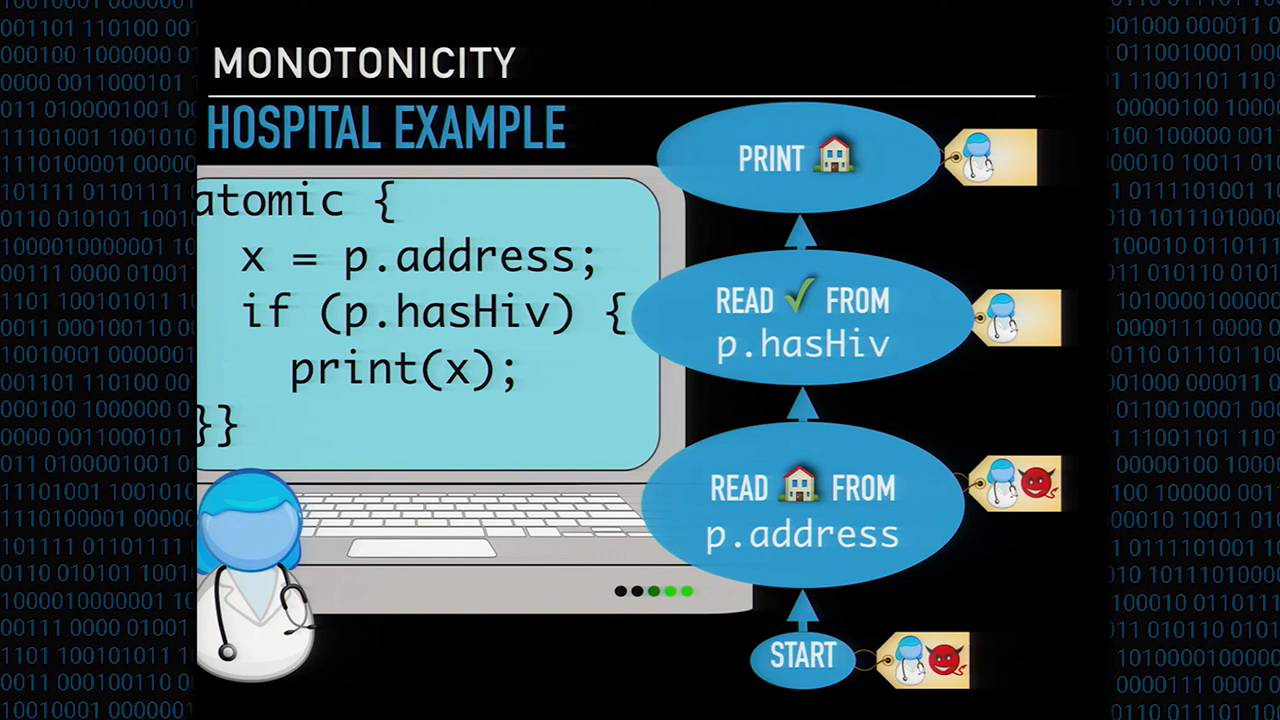 MONOTONICITY
HOSPITAL EXAMPLE
atomic {
x = p.address;
if (p.hasHiv) {
print(x);
}}
PRINT
READ ✓ FROM
p.hasHiv
READ FROM
p.address
START